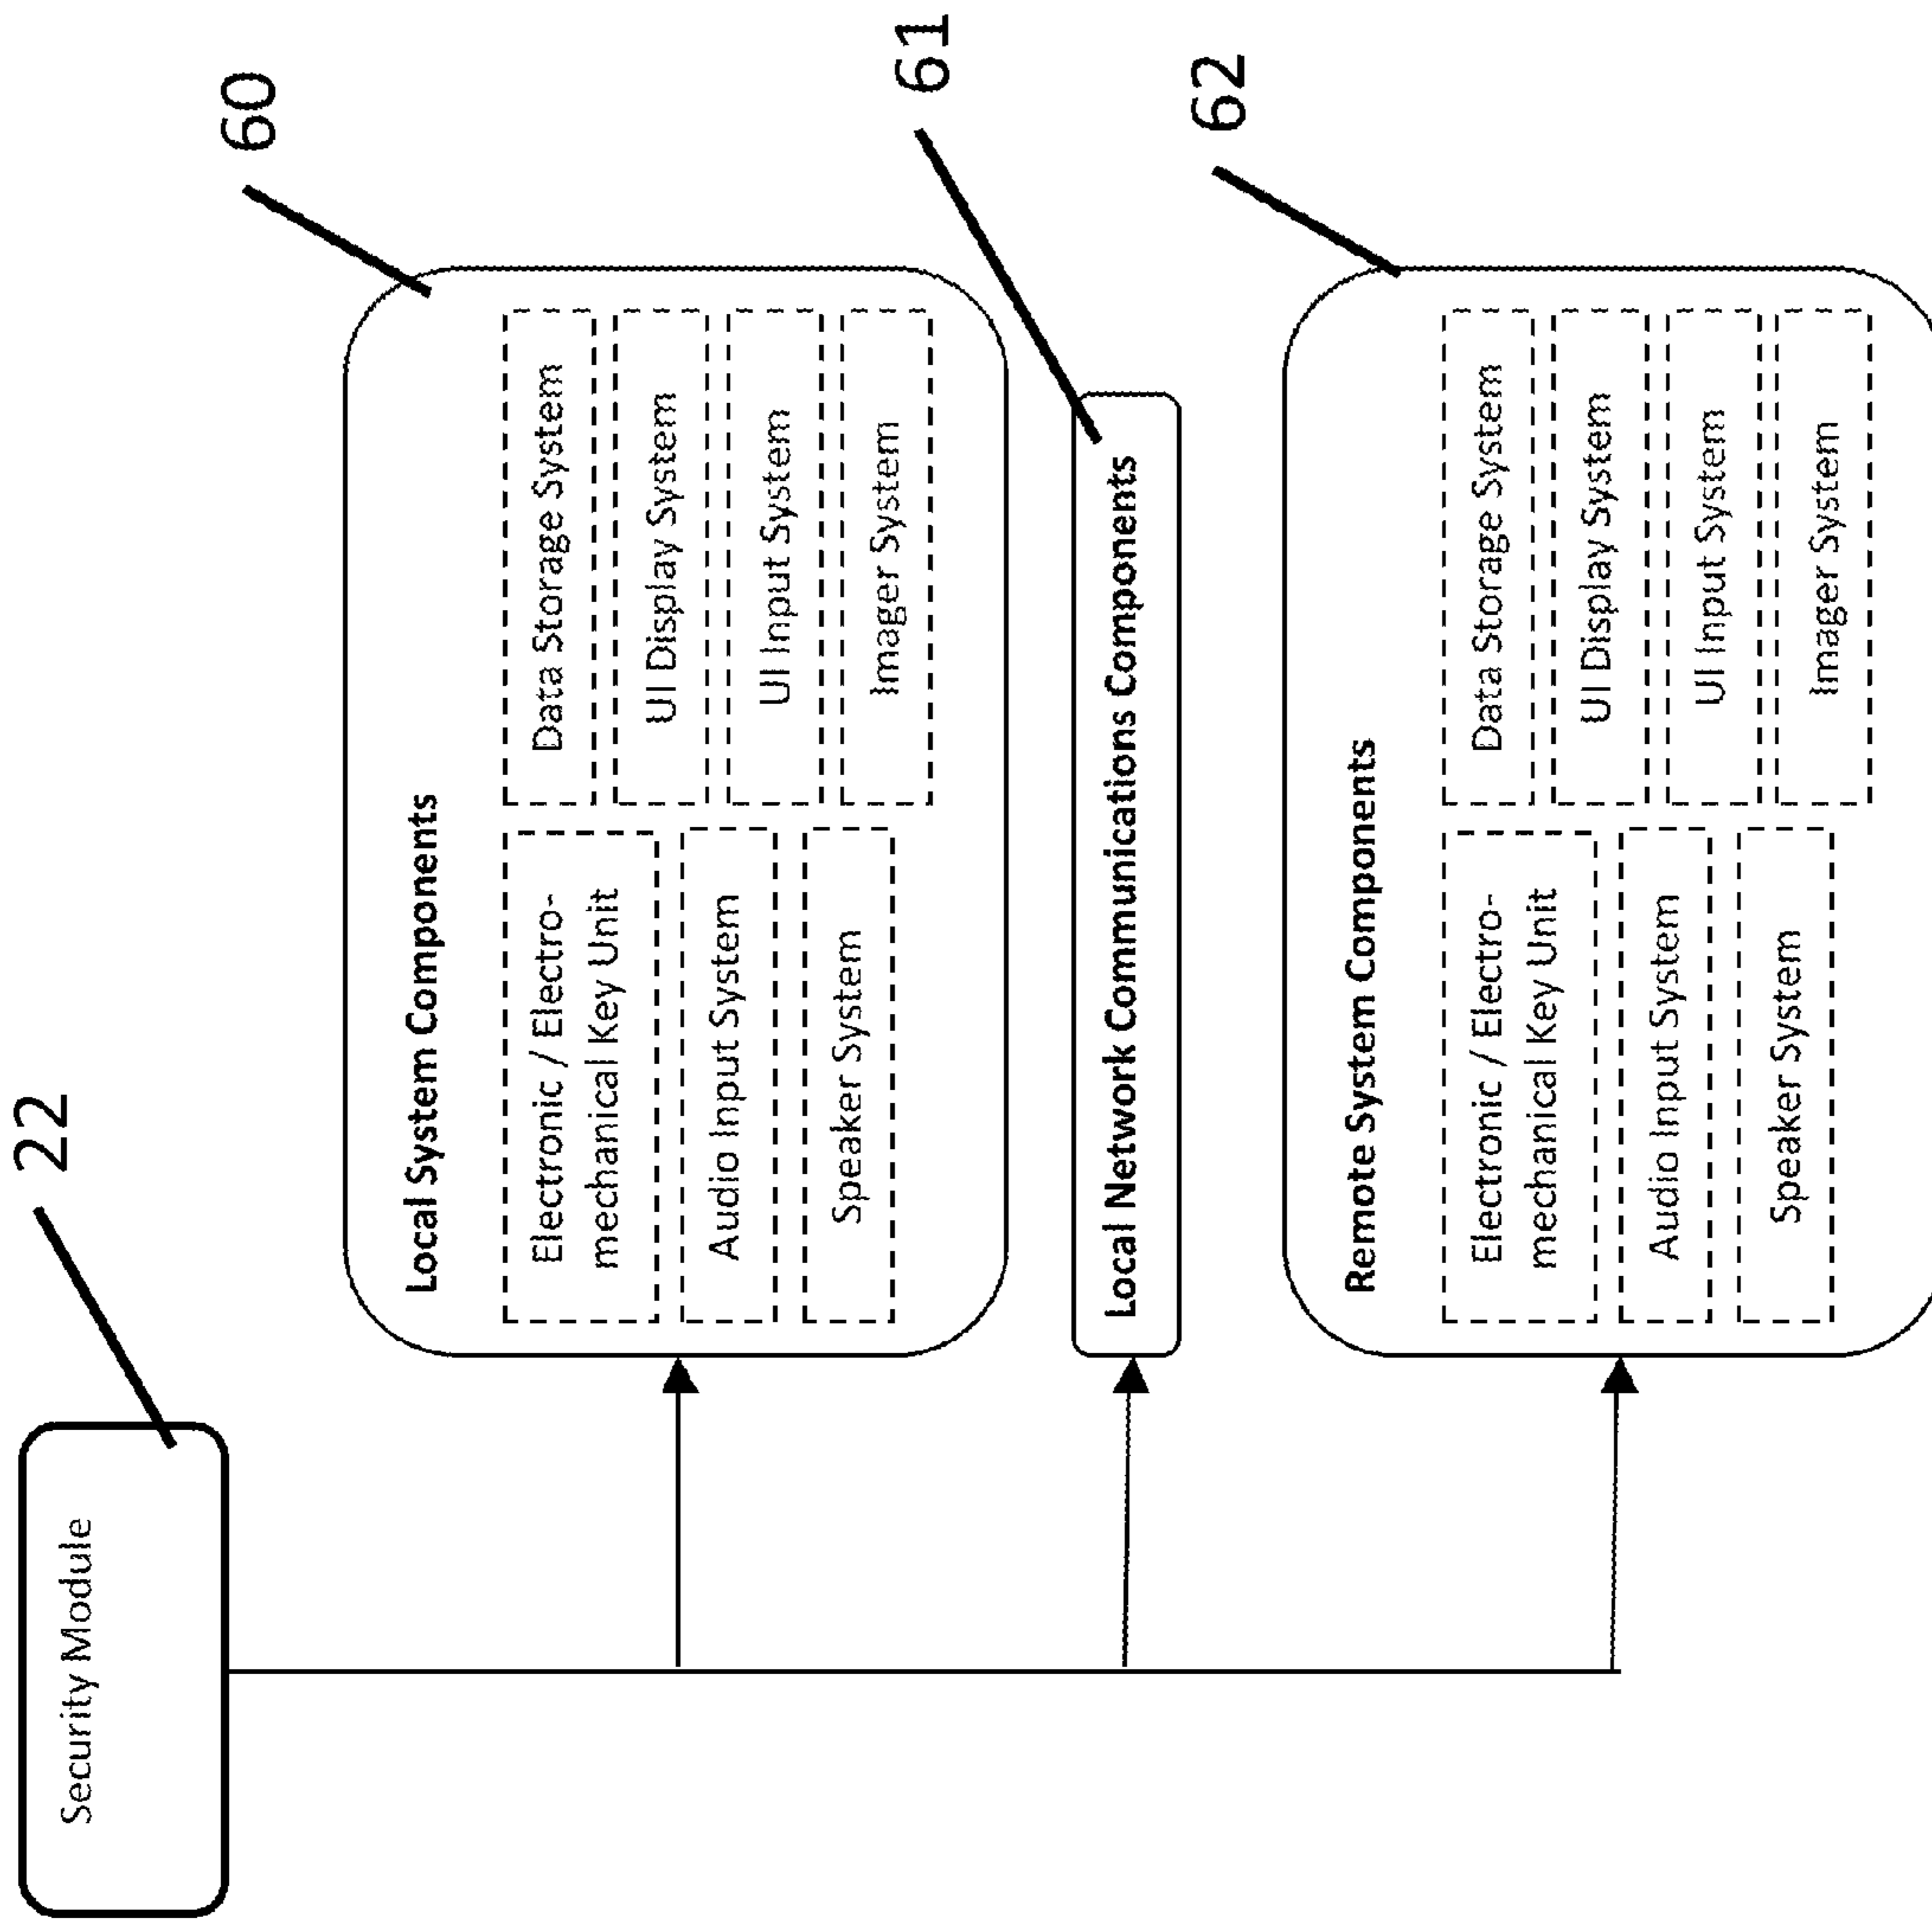 22
Security Module
60
Local System Components
Electronic / Electro-
mechanical Key Unit
Audio Input System
Speaker System
Data Storage System
UI Display System
UI Input System
Imager System
61
Local Network Communications Components
62
Remote System Components
Electronic / Electro-
mechanical Key Unit
Audio Input System
Speaker System
Data Storage System
UI Display System
UI Input System
Imager System